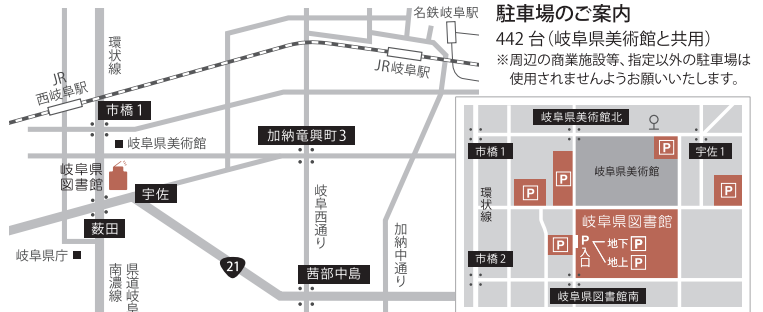 名鉄岐阜駅
駐車場のご案内
442 台（岐阜県美術館と共用）
※周辺の商業施設等、指定以外の駐車場は
使用されませんようお願いいたします。
環状線
JR
西岐阜駅
JR岐阜駅
市橋 1
岐阜県美術館
加納竜興町3
岐阜県
図書館
宇佐
薮田
岐阜県庁
県道岐阜
南濃線
21
岐阜西通り
加納中通り
茜部中島
岐阜県美術館北
市橋 1
岐阜県美術館
P
宇佐 1
P
P
P
環状線
岐阜県図書館
P
P入口
地下 P
地上 P
市橋 2
岐阜県図書館南